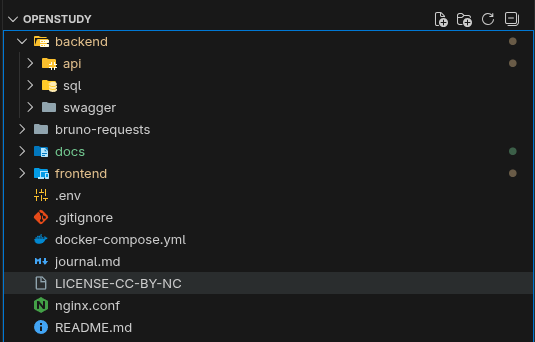 OPENSTUDY
backend
api
sql
swagger
bruno-requests
docs
frontend
.env
.gitignore
docker-compose.yml
journal.md
LICENSE-CC-BY-NC
nginx.conf
README.md